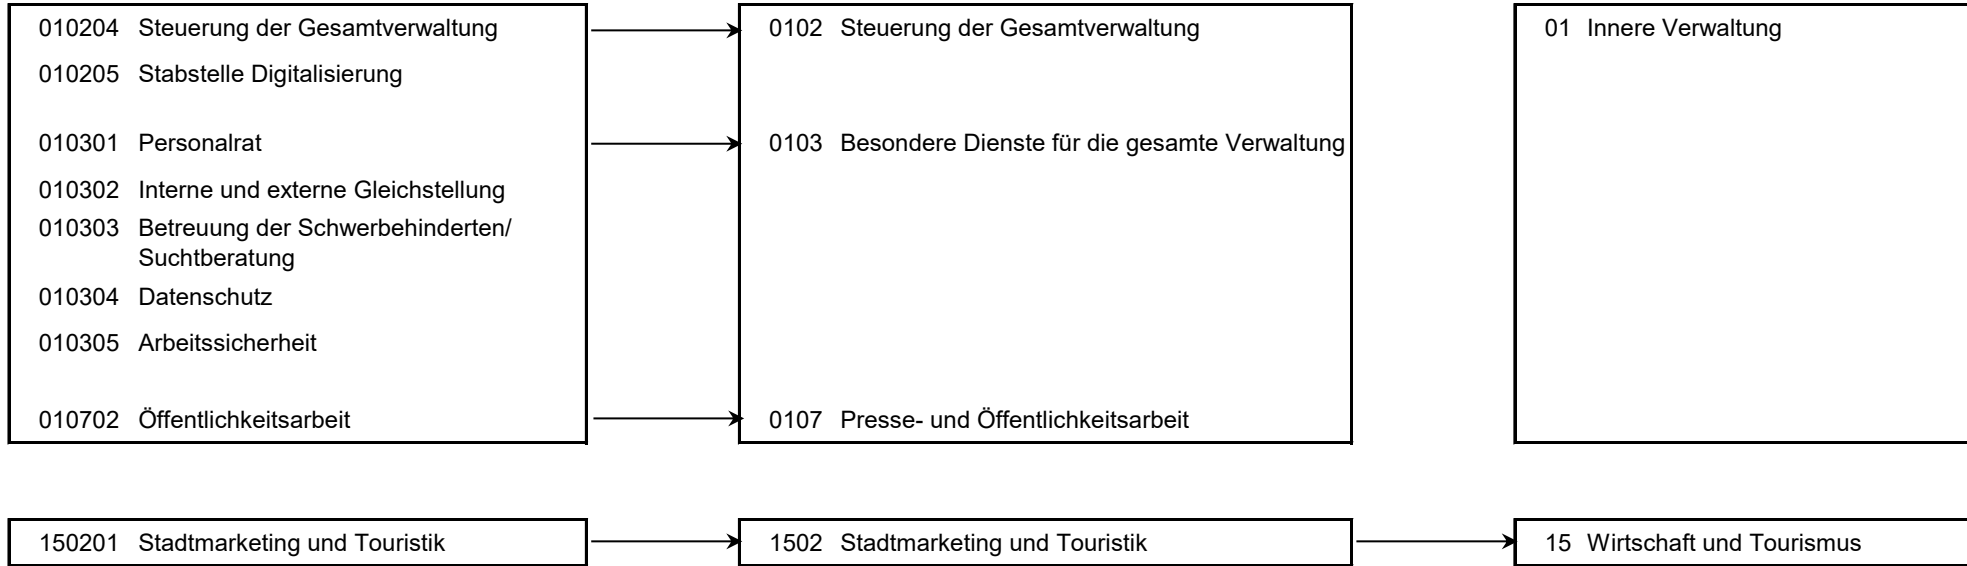 010204 Steuerung der Gesamtverwaltung 0102 Steuerung der Gesamtverwaltung 01 Innere Verwaltung
010205 Stabstelle Digitalisierung
010301 Personalrat 0103 Besondere Dienste für die gesamte Verwaltung
010302 Interne und externe Gleichstellung
010303 Betreuung der Schwerbehinderten/
Suchtberatung
010304 Datenschutz
010305 Arbeitssicherheit
010702 Öffentlichkeitsarbeit 0107 Presse- und Öffentlichkeitsarbeit
150201 Stadtmarketing und Touristik 1502 Stadtmarketing und Touristik 15 Wirtschaft und Tourismus